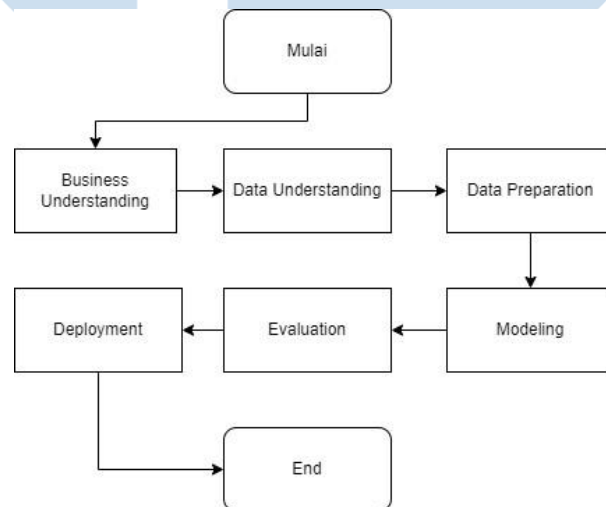 Mulai
Business
Understanding
Data Understanding
Data Preparation
Modeling
Evaluation
Deployment
End